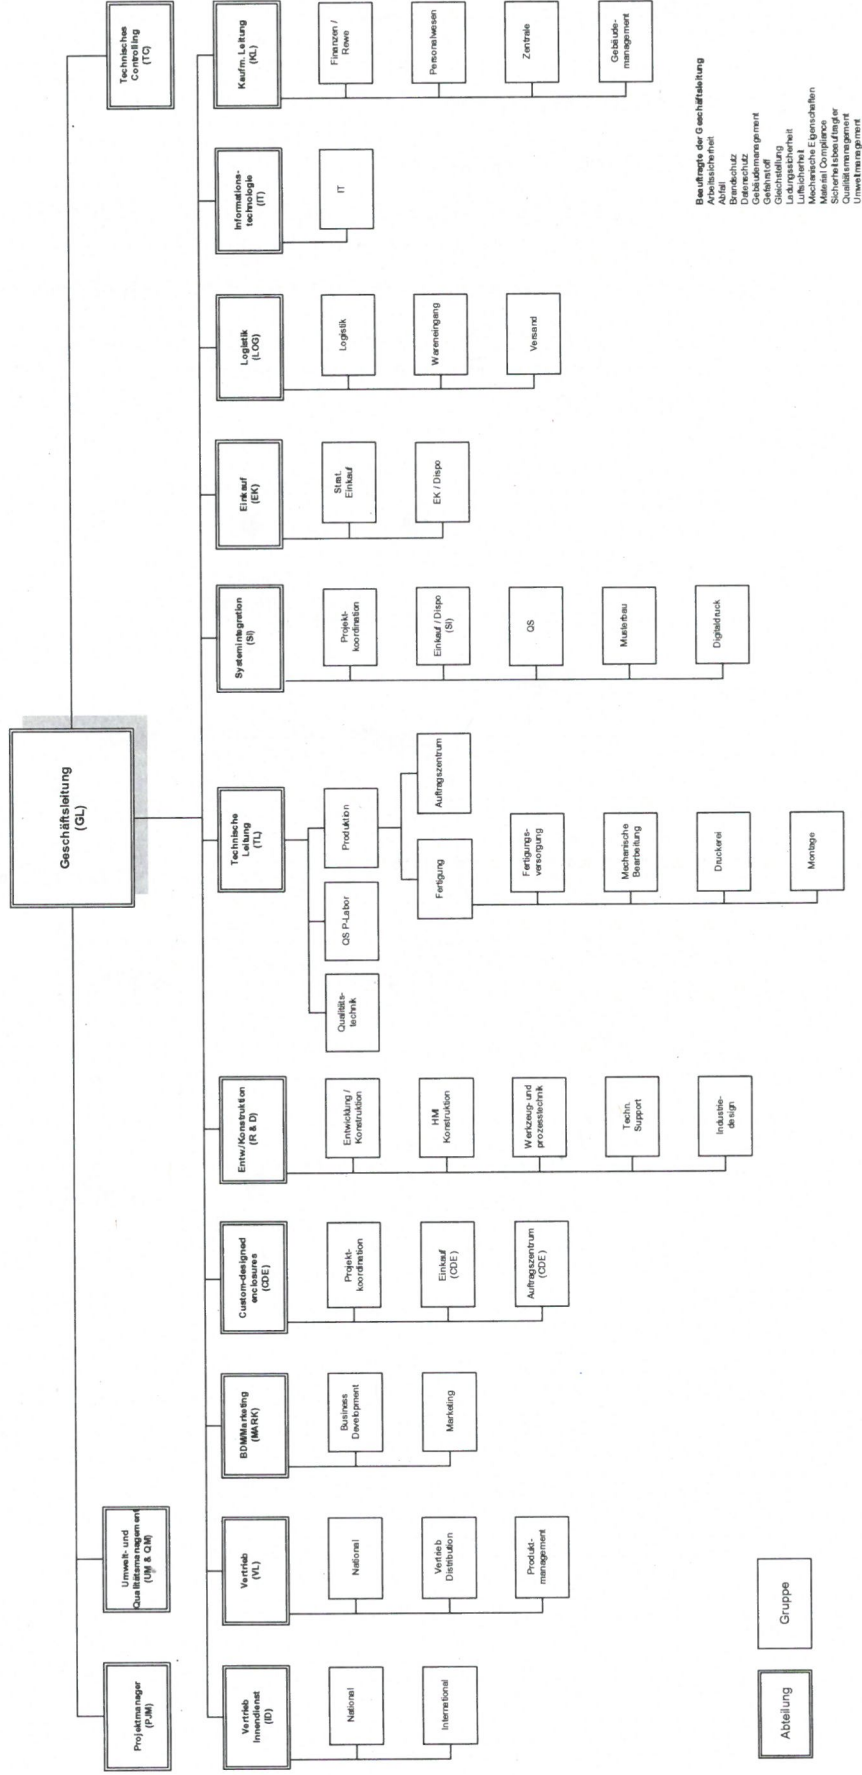 Geschäftsleitung
(GL)
Projektmanager
(PJM)
Umwelt- und
Qualitätsmanagement
(UM & QM)
Technisches
Controlling
(TC)
Vertrieb
Innendienst
(ID)
National
International
Vertrieb
(VL)
National
Vertrieb
Distribution
Produkt-
management
BDM/Marketing
(MARK)
Business
Development
Marketing
Custom-designed
enclosures
(CDE)
Projekt-
koordination
Einkauf
(CDE)
Auftragszentrum
(CDE)
Entw./Konstruktion
(R & D)
Entwicklung /
Konstruktion
HMI
Konstruktion
Werkzeug- und
prozesstechnik
Techn.
Support
Industrie-
design
Technische
Leitung
(TL)
Qualitäts-
technik
QS P-Labor
Produktion
Fertigung
Auftragszentrum
Fertigungs-
versorgung
Mechanische
Bearbeitung
Druckerei
Montage
Systemintegration
(SI)
Projekt-
koordination
Einkauf / Dispo
(SI)
QS
Musterbau
Digitaldruck
Einkauf
(EK)
Strat.
Einkauf
EK / Dispo
Logistik
(LOG)
Logistik
Wareneingang
Versand
Informations-
technologie
(IT)
IT
Kaufm. Leitung
(KL)
Finanzen /
Rewe
Personalwesen
Zentrale
Gebäude-
management
Beauftragte der Geschäftsleitung
Arbeitssicherheit
Abfall
Brandschutz
Datenschutz
Gebäudemanagement
Gefahrstoff
Gleichstellung
Ladungssicherheit
Luftsicherheit
Mechanische Eigenschaften
Material Compliance
Sicherheitsbeauftragter
Qualitätsmanagement
Umweltmanagement
Abteilung
Gruppe